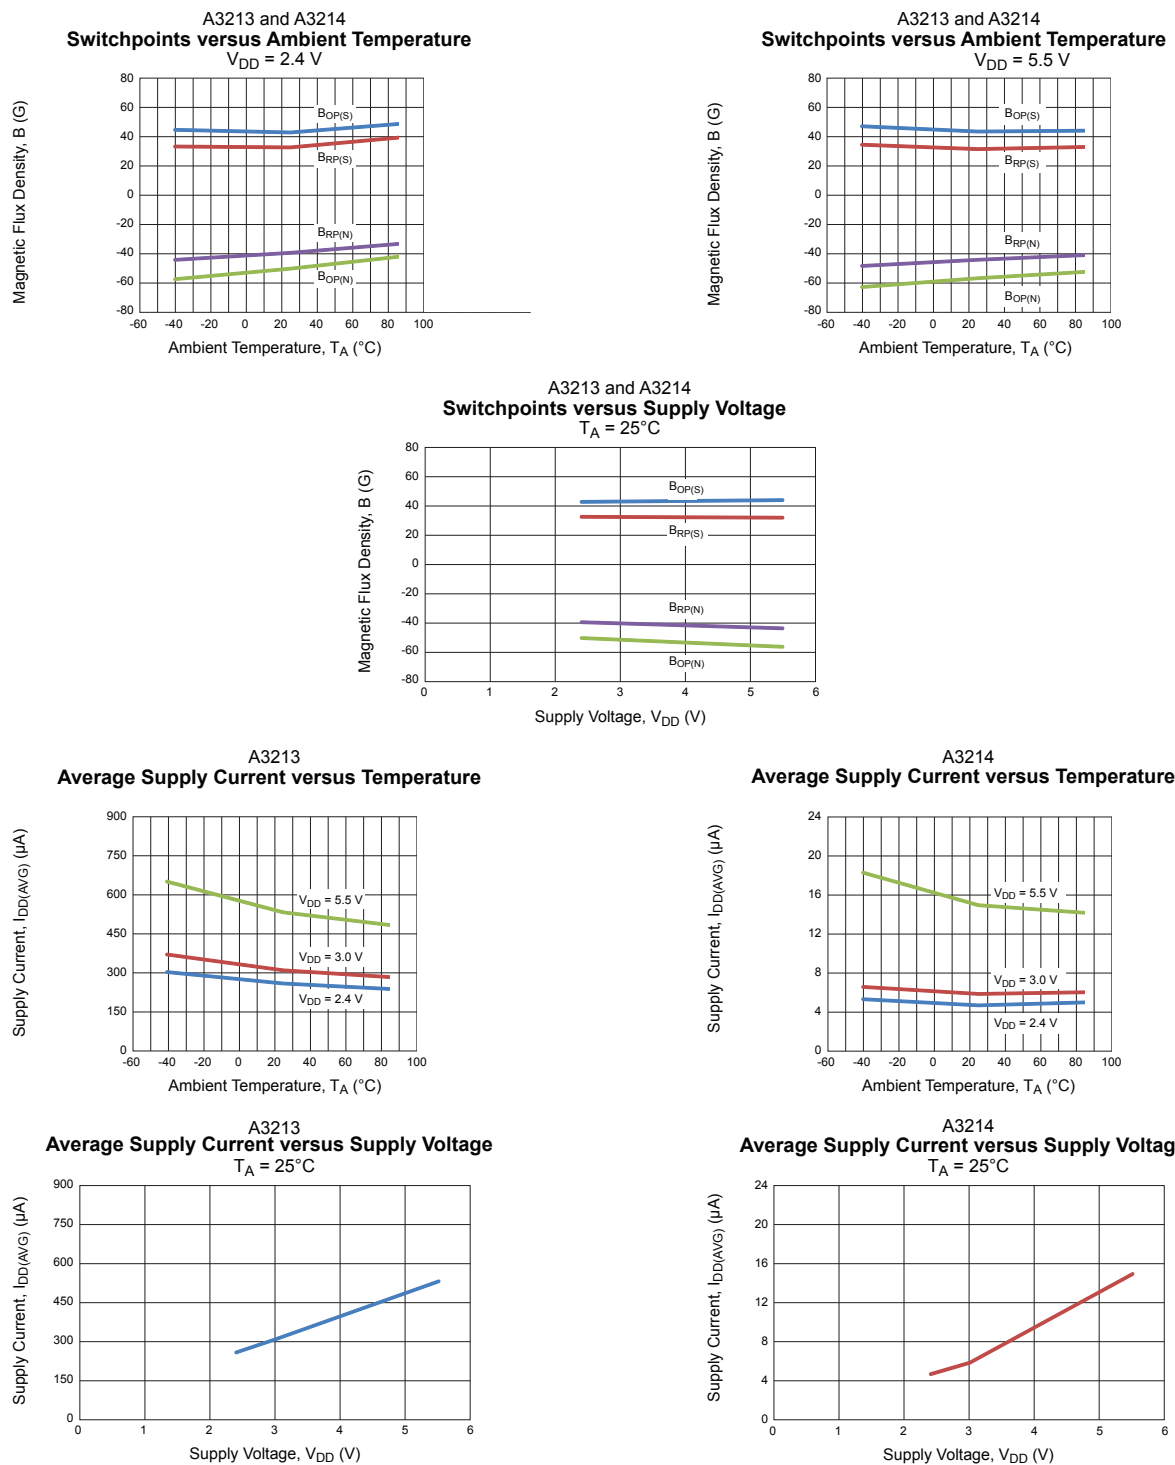 A3213 and A3214
Switchpoints versus Ambient Temperature
VDD = 2.4 V
Magnetic Flux Density, B (G)
80
60
40
20
0
-20
-40
-60
-80
BOP(S)
BRP(S)
BRP(N)
BOP(N)
-60 -40 -20 0 20 40 60 80 100
Ambient Temperature, TA (°C)
A3213 and A3214
Switchpoints versus Ambient Temperature
VDD = 5.5 V
Magnetic Flux Density, B (G)
80
60
40
20
0
-20
-40
-60
-80
BOP(S)
BRP(S)
BRP(N)
BOP(N)
-60 -40 -20 0 20 40 60 80 100
Ambient Temperature, TA (°C)
A3213 and A3214
Switchpoints versus Supply Voltage
TA = 25°C
Magnetic Flux Density, B (G)
80
60
40
20
0
-20
-40
-60
-80
BOP(S)
BRP(S)
BRP(N)
BOP(N)
0 1 2 3 4 5 6
Supply Voltage, VDD (V)
A3213
Average Supply Current versus Temperature
Supply Current, IDD(AVG) (µA)
900
750
600
450
300
150
0
VDD = 5.5 V
VDD = 3.0 V
VDD = 2.4 V
-60 -40 -20 0 20 40 60 80 100
Ambient Temperature, TA (°C)
A3214
Average Supply Current versus Temperature
Supply Current, IDD(AVG) (µA)
24
20
16
12
8
4
0
VDD = 5.5 V
VDD = 3.0 V
VDD = 2.4 V
-60 -40 -20 0 20 40 60 80 100
Ambient Temperature, TA (°C)
A3213
Average Supply Current versus Supply Voltage
TA = 25°C
Supply Current, IDD(AVG) (µA)
900
750
600
450
300
150
0
0 1 2 3 4 5 6
Supply Voltage, VDD (V)
A3214
Average Supply Current versus Supply Voltag
TA = 25°C
Supply Current, IDD(AVG) (µA)
24
20
16
12
8
4
0
0 1 2 3 4 5 6
Supply Voltage, VDD (V)